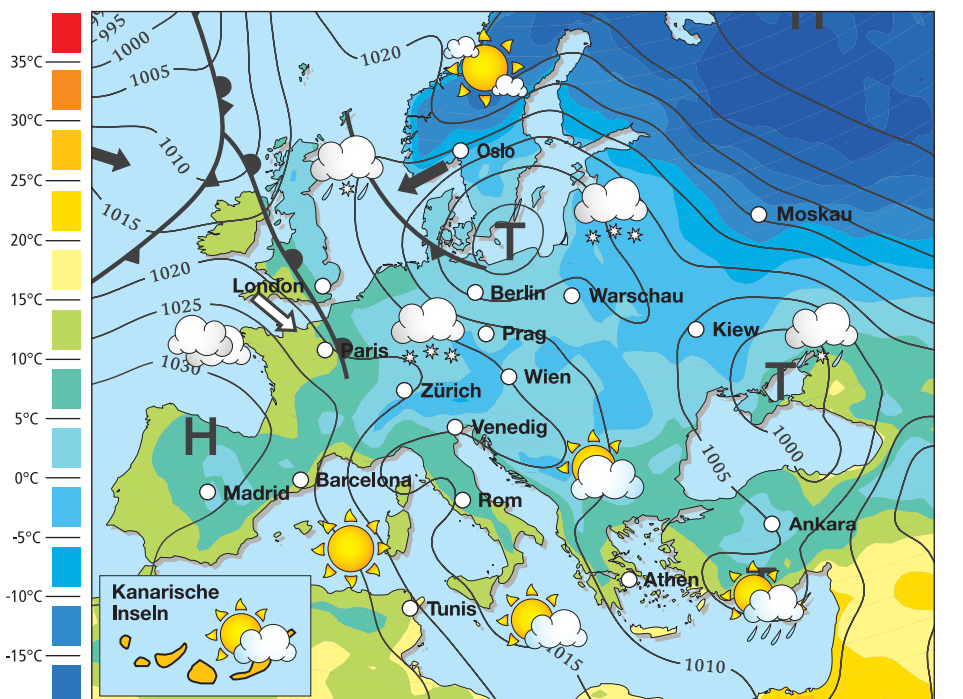 995
995
1000
1005
1010
1015
1020
1025
1030
1020
H
35°C
30°C
25°C
20°C
15°C
10°C
5°C
0°C
-5°C
-10°C
-15°C
Oslo
Moskau
T
London
Berlin
Warschau
Paris
Prag
Kiew
Zürich
Wien
T
H
Venedig
1005
1000
Madrid
Barcelona
Rom
Ankara
Athen
Tunis
1015
1010
Kanarische
Inseln